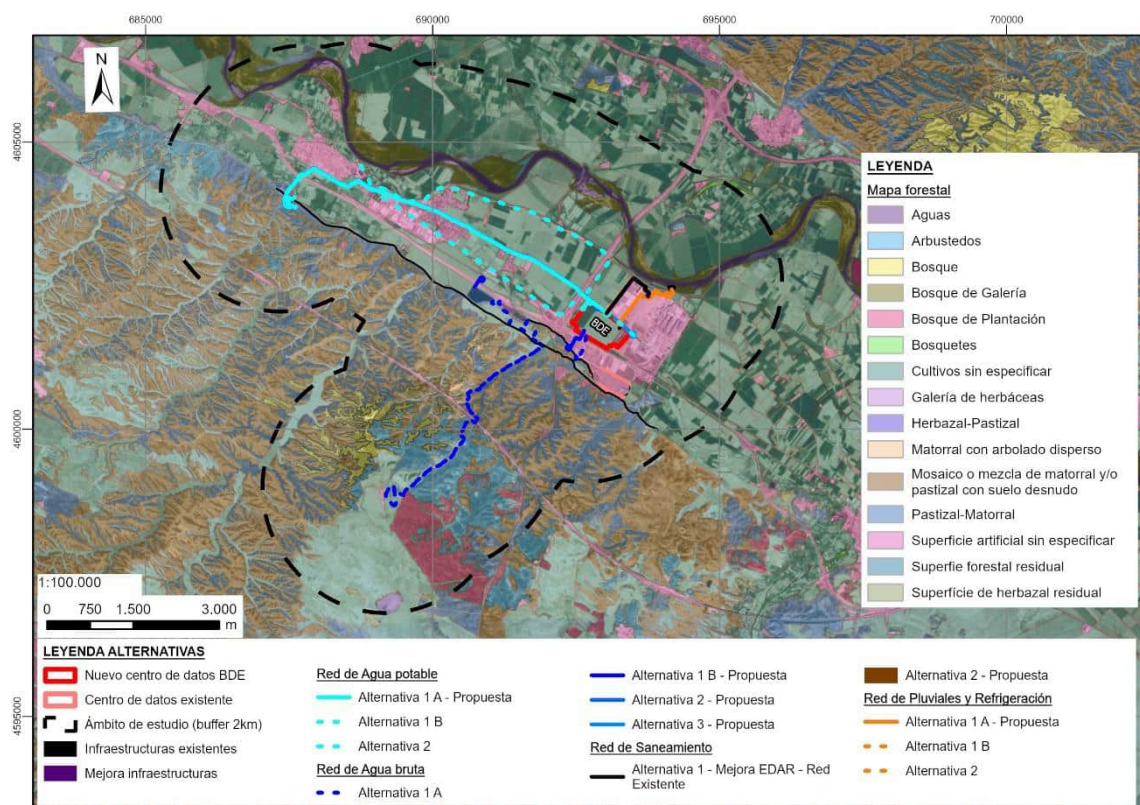 685000
690000
695000
700000
N
4605000
4600000
4595000
BDE
LEYENDA
Mapa forestal
Aguas
Arbustedos
Bosque
Bosque de Galería
Bosque de Plantación
Bosquetes
Cultivos sin especificar
Galería de herbáceas
Herbazal-Pastizal
Matorral con arbolado disperso
Mosaico o mezcla de matorral y/o
pastizal con suelo desnudo
Pastizal-Matorral
Superficie artificial sin especificar
Superfie forestal residual
Superfície de herbazal residual
1:100.000
0 750 1.500 3.000
m
LEYENDA ALTERNATIVAS
Nuevo centro de datos BDE
Centro de datos existente
Ámbito de estudio (buffer 2km)
Infraestructuras existentes
Mejora infraestructuras
Red de Agua potable
Alternativa 1 A - Propuesta
Alternativa 1 B
Alternativa 2
Red de Agua bruta
Alternativa 1 A
Alternativa 1 B - Propuesta
Alternativa 2 - Propuesta
Alternativa 3 - Propuesta
Red de Saneamiento
Alternativa 1 - Mejora EDAR - Red
Existente
Alternativa 2 - Propuesta
Red de Pluviales y Refrigeración
Alternativa 1 A - Propuesta
Alternativa 1 B
Alternativa 2